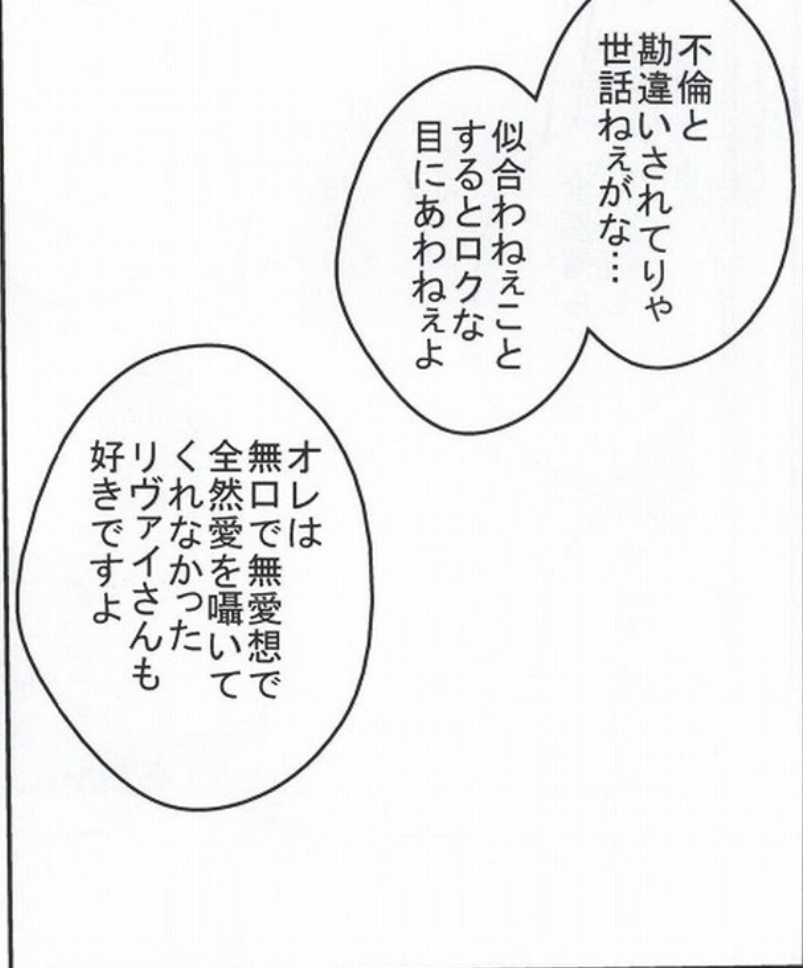 不倫と
勘違いされてりゃ
世話ねぇがな…
似合わねぇこと
するとロクな
目にあわねぇよ
オレは
無口で無愛想で
全然愛を囁いて
くれなかった
リヴァイさんも
好きですよ